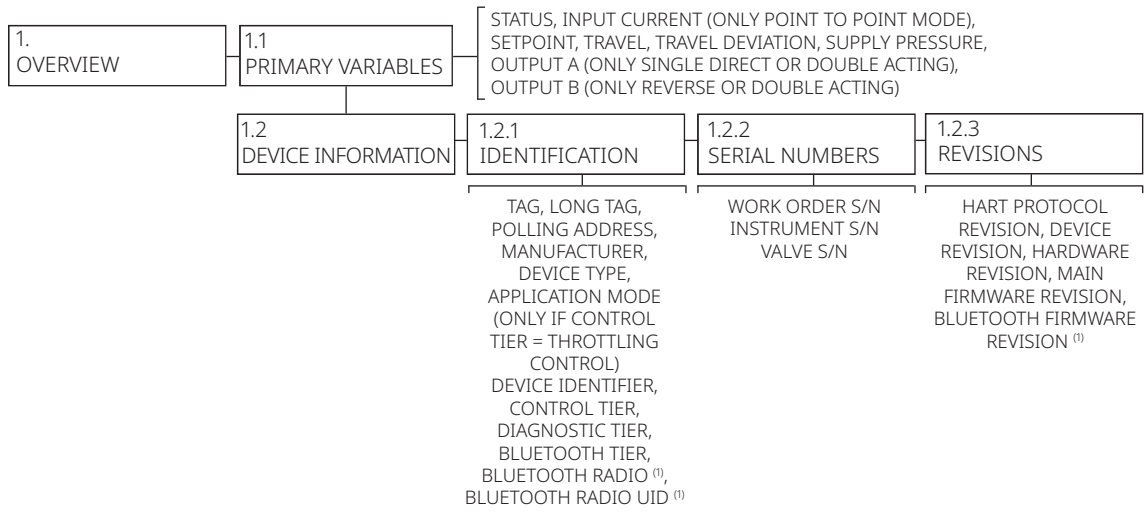 1.
OVERVIEW
1.1
PRIMARY VARIABLES
STATUS, INPUT CURRENT (ONLY POINT TO POINT MODE),
SETPOINT, TRAVEL, TRAVEL DEVIATION, SUPPLY PRESSURE,
OUTPUT A (ONLY SINGLE DIRECT OR DOUBLE ACTING),
OUTPUT B (ONLY REVERSE OR DOUBLE ACTING)
1.2
DEVICE INFORMATION
1.2.1
IDENTIFICATION
1.2.2
SERIAL NUMBERS
1.2.3
REVISIONS
TAG, LONG TAG,
POLLING ADDRESS,
MANUFACTURER,
DEVICE TYPE,
APPLICATION MODE
(ONLY IF CONTROL
TIER = THROTTLING
CONTROL)
DEVICE IDENTIFIER,
CONTROL TIER,
DIAGNOSTIC TIER,
BLUETOOTH TIER,
BLUETOOTH RADIO (1),
BLUETOOTH RADIO UID (1)
WORK ORDER S/N
INSTRUMENT S/N
VALVE S/N
HART PROTOCOL
REVISION, DEVICE
REVISION, HARDWARE
REVISION, MAIN
FIRMWARE REVISION,
BLUETOOTH FIRMWARE
REVISION (1)